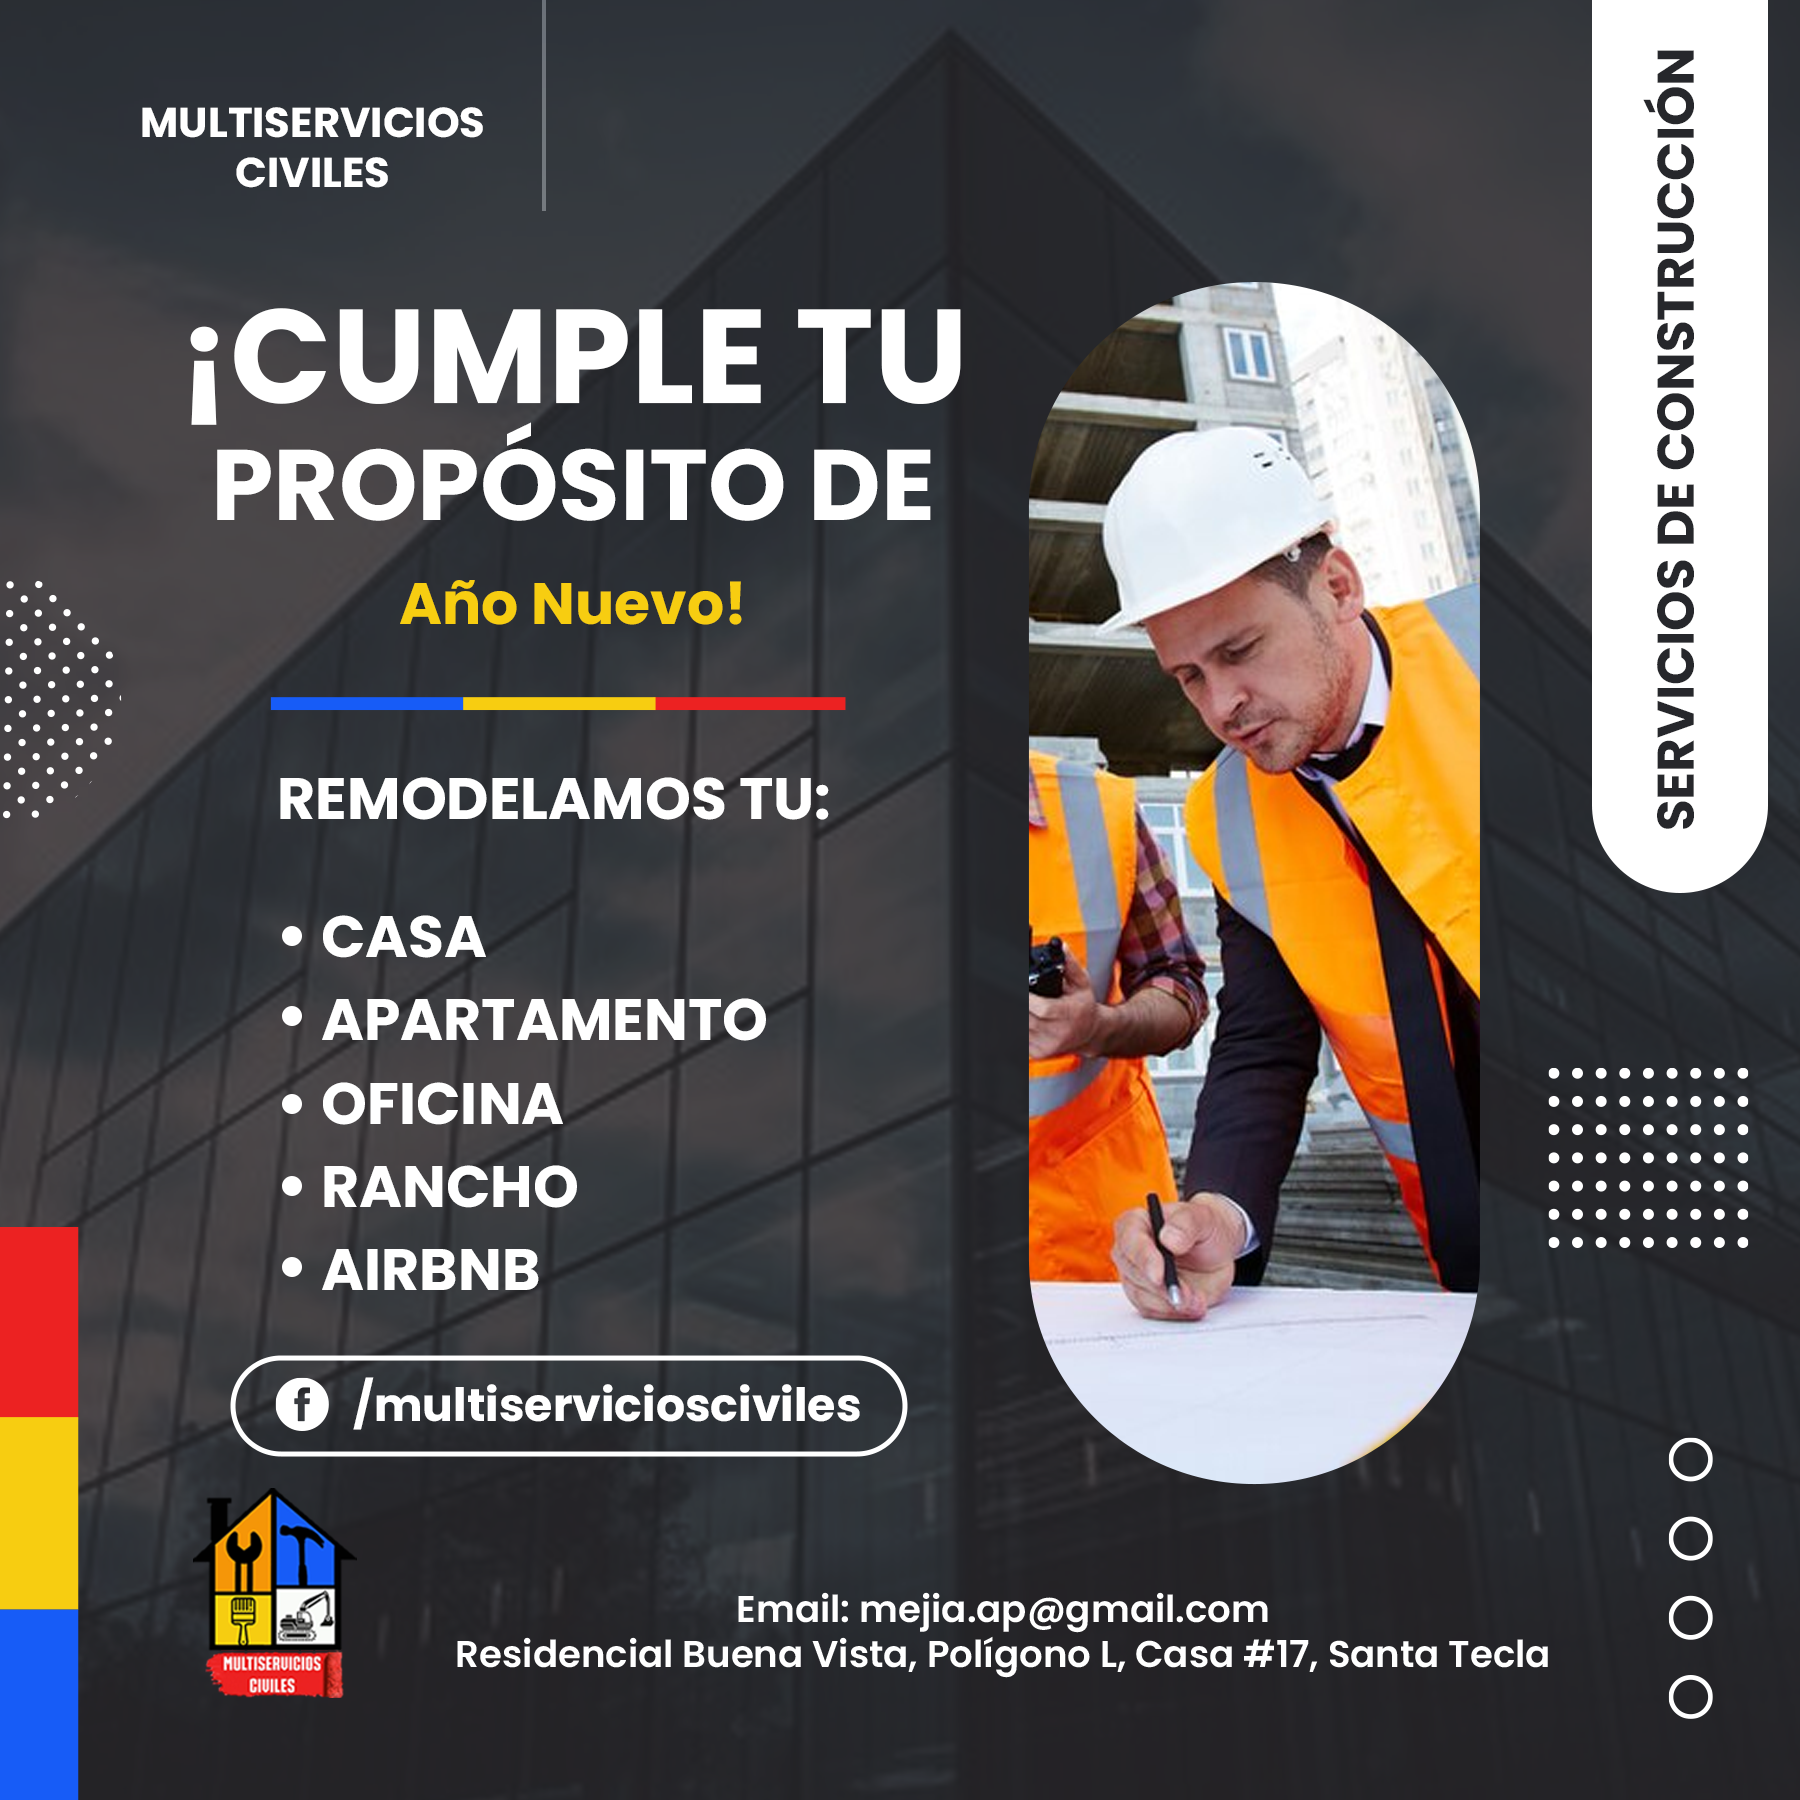 MULTISERVICIOS
CIVILES
SERVICIOS DE CONSTRUCCIÓN
¡CUMPLE TU
PROPÓSITO DE
Año Nuevo!
REMODELAMOS TU:
• CASA
• APARTAMENTO
• OFICINA
• RANCHO
• AIRBNB
f /multiserviciosciviles
MULTISERVICIOS
CIVILES
Email: mejia.ap@gmail.com
Residencial Buena Vista, Polígono L, Casa #17, Santa Tecla